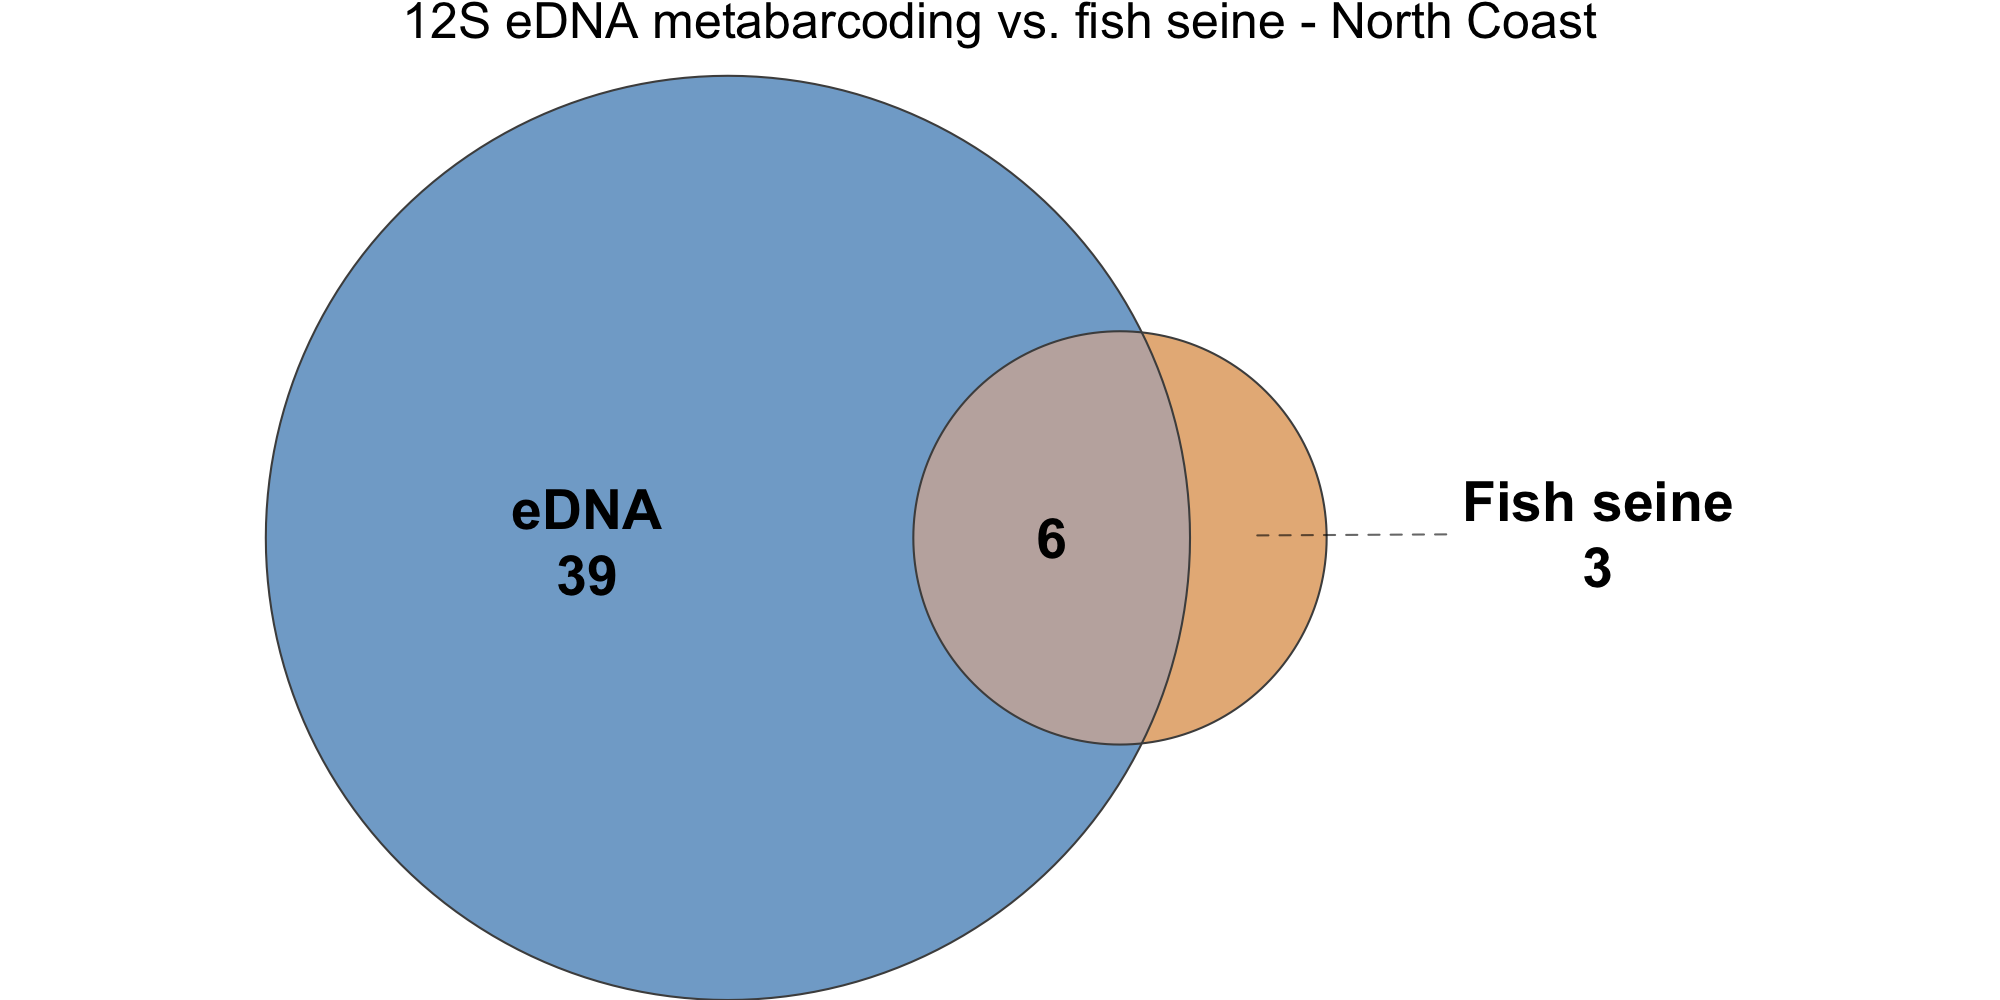 12S eDNA metabarcoding vs. fish seine - North Coast
eDNA
39
6
Fish seine
3